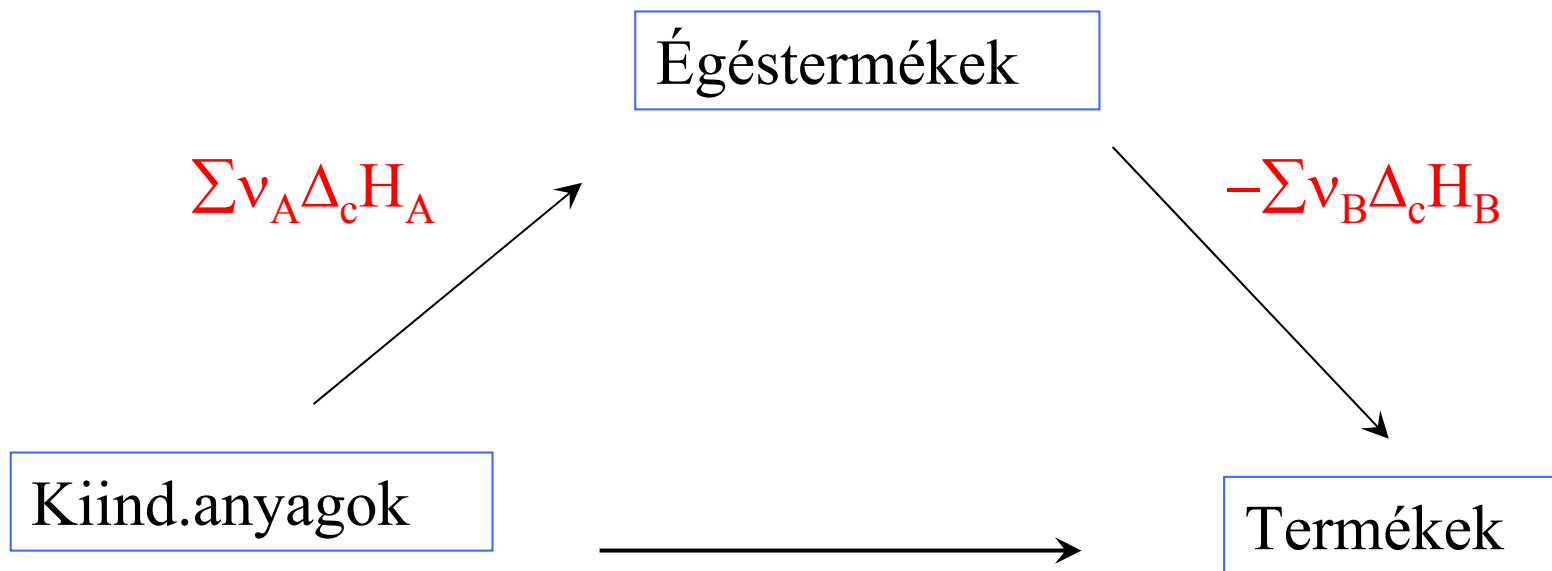 Égéstermékek
∑ν_AΔ_cH_A
−∑ν_BΔ_cH_B
Kiind.anyagok
Termékek